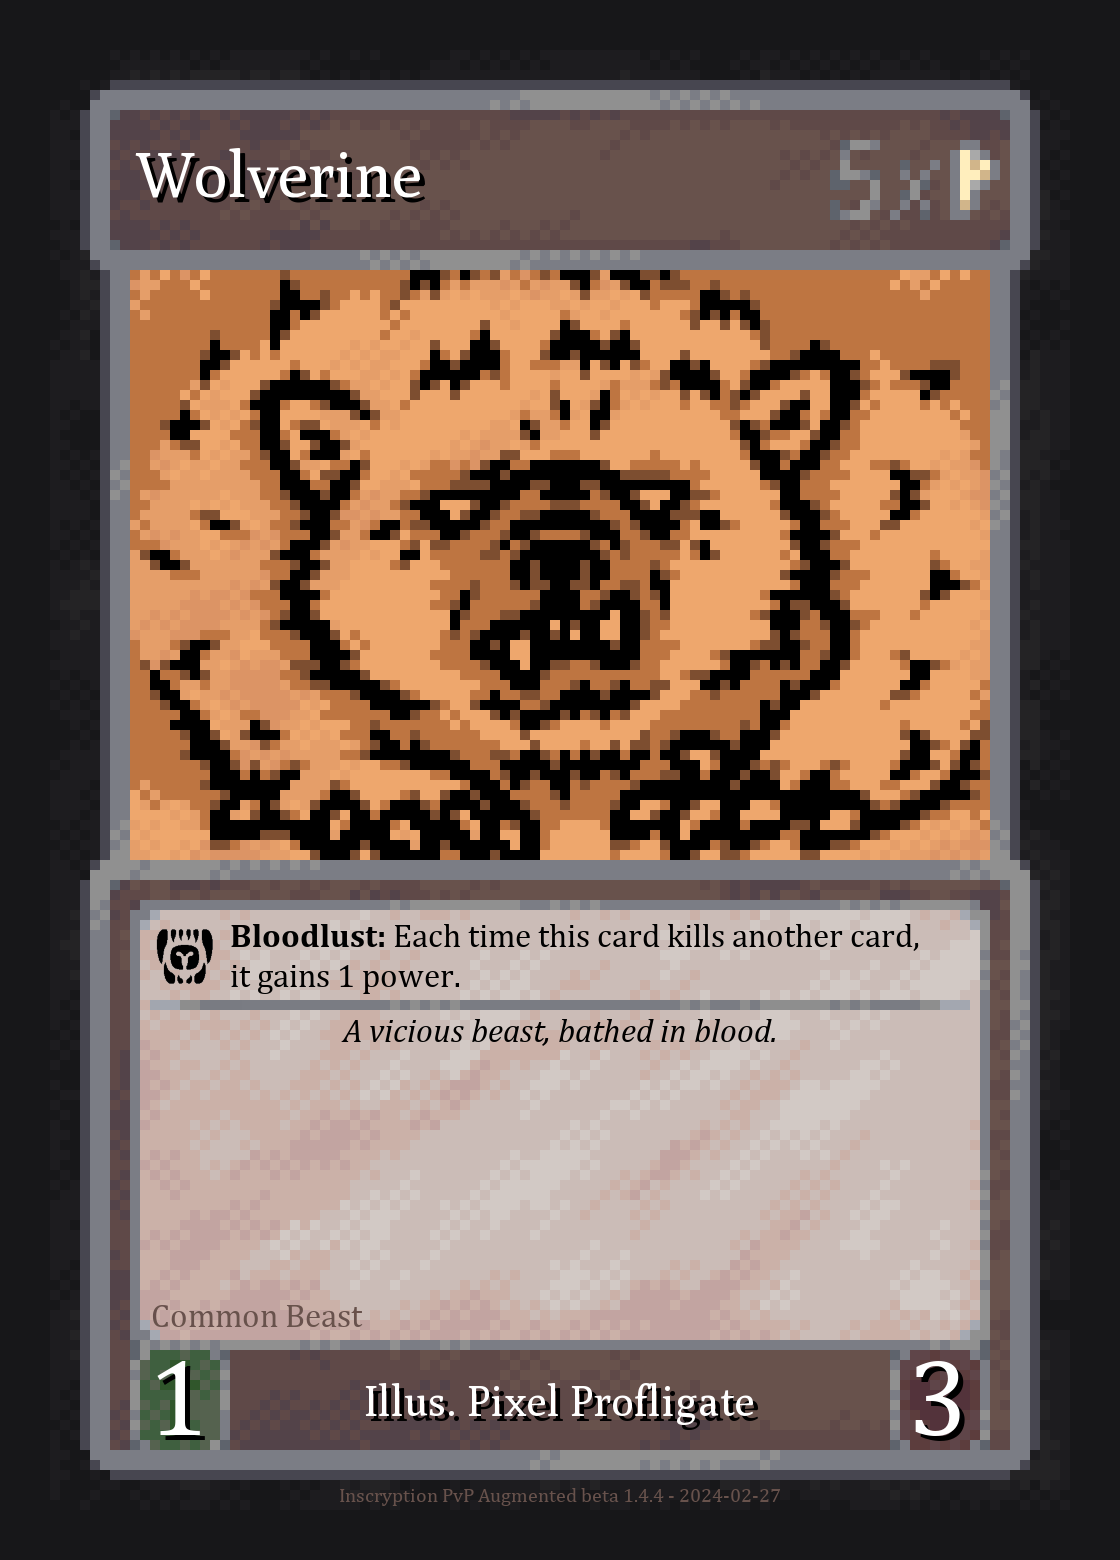 Wolverine
5x
Bloodlust: Each time this card kills another card,
it gains 1 power.
A vicious beast, bathed in blood.
Common Beast
1
Illus. Pixel Profligate
3
Inscryption PvP Augmented beta 1.4.4 - 2024-02-27